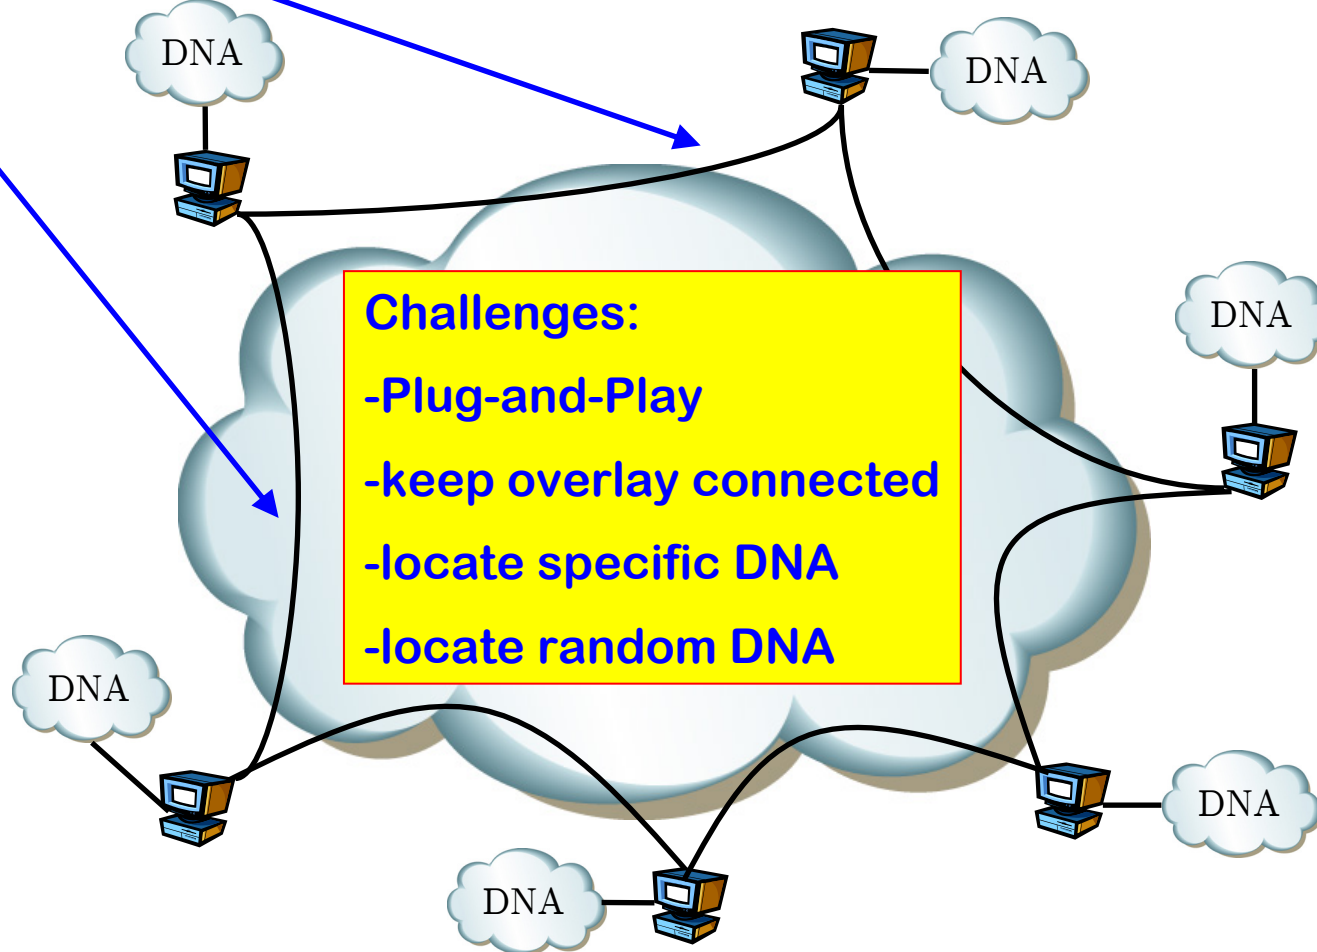 DNA
DNA
DNA
Challenges:
-Plug-and-Play
-keep overlay connected
-locate specific DNA
-locate random DNA
DNA
DNA
DNA